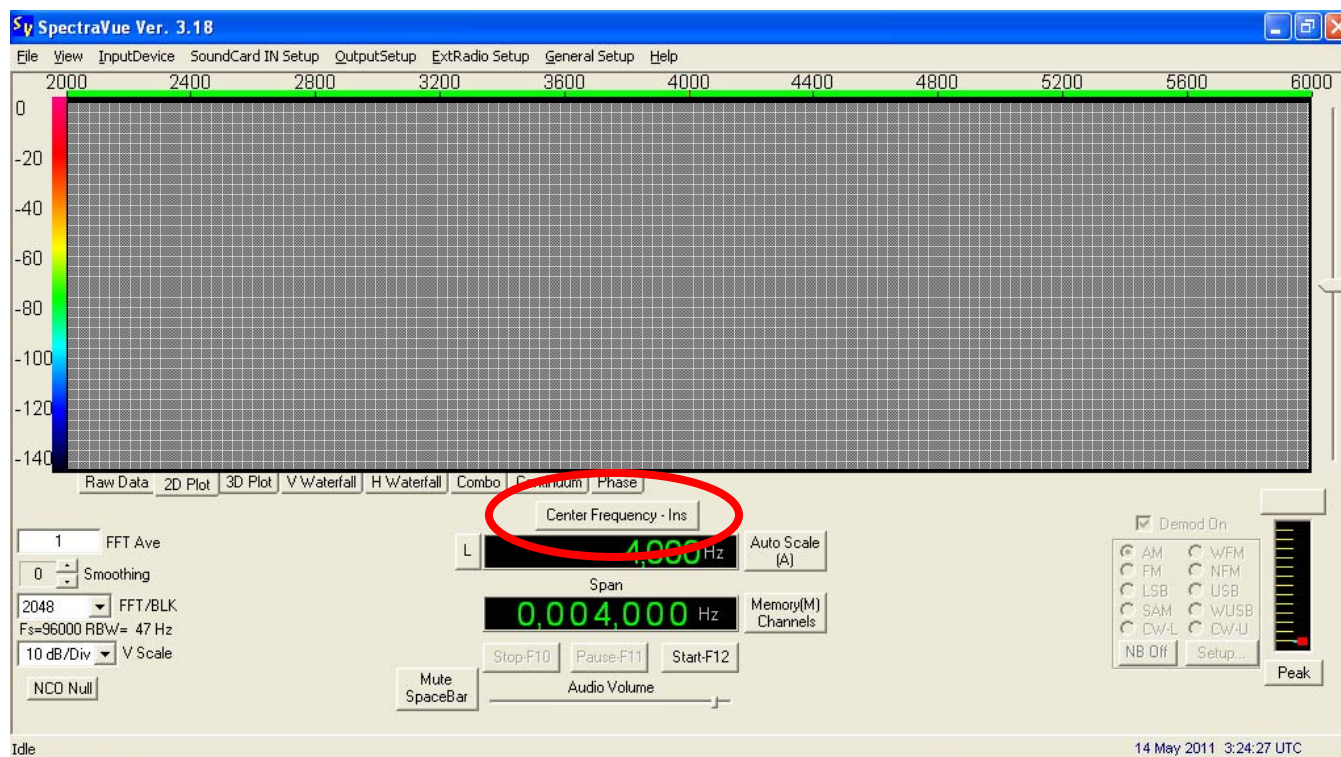 SpectraVue Ver. 3.18
File View InputDevice SoundCard IN Setup OutputSetup ExtRadio Setup General Setup Help
2000 2400 2800 3200 3600 4000 4400 4800 5200 5600 6000
0
-20
-40
-60
-80
-100
-120
-140
Raw Data 2D Plot 3D Plot V Waterfall H Waterfall Combo Continuum Phase
Center Frequency - Ins
1 FFT Ave
L 4,000 Hz
Auto Scale
(A)
0 Smoothing
Span
2048 FFT/BLK
0,004,000 Hz
Memory(M)
Channels
Fs=96000 RBW= 47 Hz
10 dB/Div V Scale
Stop-F10 Pause-F11 Start-F12
NCO Null
Mute
SpaceBar
Audio Volume
Demod On
AM WFM
FM NFM
LSB USB
SAM WUSB
CW-L CW-U
NB Off Setup...
Peak
Idle
14 May 2011 3:24:27 UTC